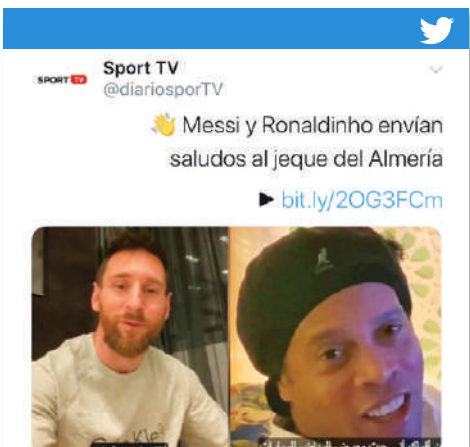 SPORT TV
Sport TV
@diariosporTV
👋 Messi y Ronaldinho envían
saludos al jeque del Almería
► bit.ly/2OG3FCm